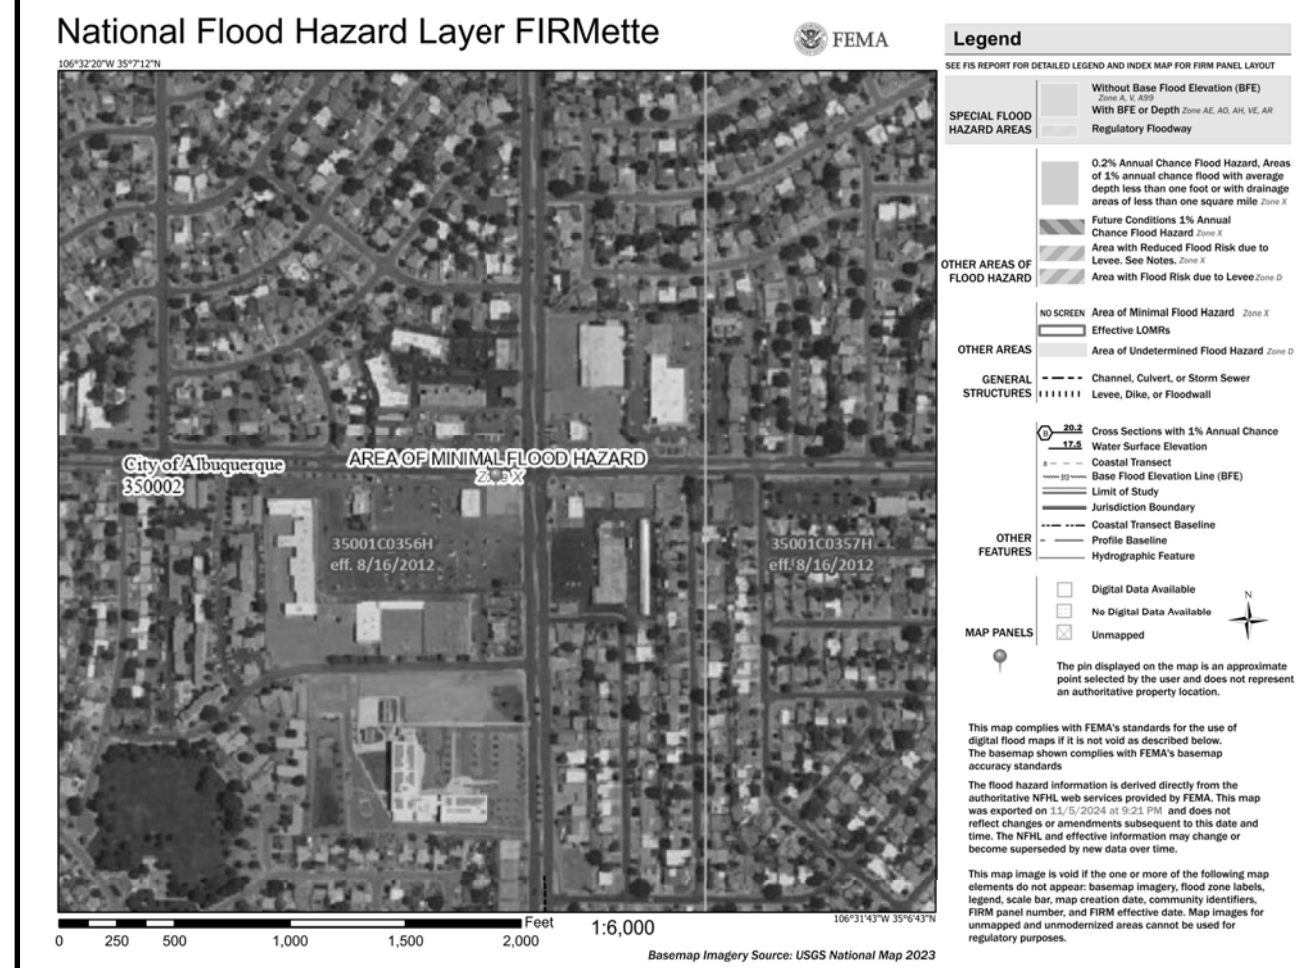 National Flood Hazard Layer FIRMette
FEMA
106°32'20"W 35°7'12"N
City of Albuquerque
350002
AREA OF MINIMAL FLOOD HAZARD
Zone X
35001C0356H
eff. 8/16/2012
35001C0357H
eff. 8/16/2012
106°31'43"W 35°6'43"N
0 250 500 1,000 1,500 2,000
Feet
1:6,000
Basemap Imagery Source: USGS National Map 2023
Legend
SEE FIS REPORT FOR DETAILED LEGEND AND INDEX MAP FOR FIRM PANEL LAYOUT
SPECIAL FLOOD
HAZARD AREAS
Without Base Flood Elevation (BFE)
Zone A, V, A99
With BFE or Depth Zone AE, AO, AH, VE, AR
Regulatory Floodway
OTHER AREAS OF
FLOOD HAZARD
0.2% Annual Chance Flood Hazard, Areas
of 1% annual chance flood with average
depth less than one foot or with drainage
areas of less than one square mile Zone X
Future Conditions 1% Annual
Chance Flood Hazard Zone X
Area with Reduced Flood Risk due to
Levee. See Notes. Zone X
Area with Flood Risk due to Levee Zone D
OTHER AREAS
NO SCREEN Area of Minimal Flood Hazard Zone X
Effective LOMRs
Area of Undetermined Flood Hazard Zone D
GENERAL
STRUCTURES
Channel, Culvert, or Storm Sewer
Levee, Dike, or Floodwall
OTHER
FEATURES
B 20.2 Cross Sections with 1% Annual Chance
17.5 Water Surface Elevation
8 Coastal Transect
513 Base Flood Elevation Line (BFE)
Limit of Study
Jurisdiction Boundary
Coastal Transect Baseline
Profile Baseline
Hydrographic Feature
MAP PANELS
Digital Data Available
No Digital Data Available
Unmapped
N
The pin displayed on the map is an approximate
point selected by the user and does not represent
an authoritative property location.
This map complies with FEMA's standards for the use of
digital flood maps if it is not void as described below.
The basemap shown complies with FEMA's basemap
accuracy standards
The flood hazard information is derived directly from the
authoritative NFHL web services provided by FEMA. This map
was exported on 11/5/2024 at 9:21 PM and does not
reflect changes or amendments subsequent to this date and
time. The NFHL and effective information may change or
become superseded by new data over time.
This map image is void if the one or more of the following map
elements do not appear: basemap imagery, flood zone labels,
legend, scale bar, map creation date, community identifiers,
FIRM panel number, and FIRM effective date. Map images for
unmapped and unmodernized areas cannot be used for
regulatory purposes.